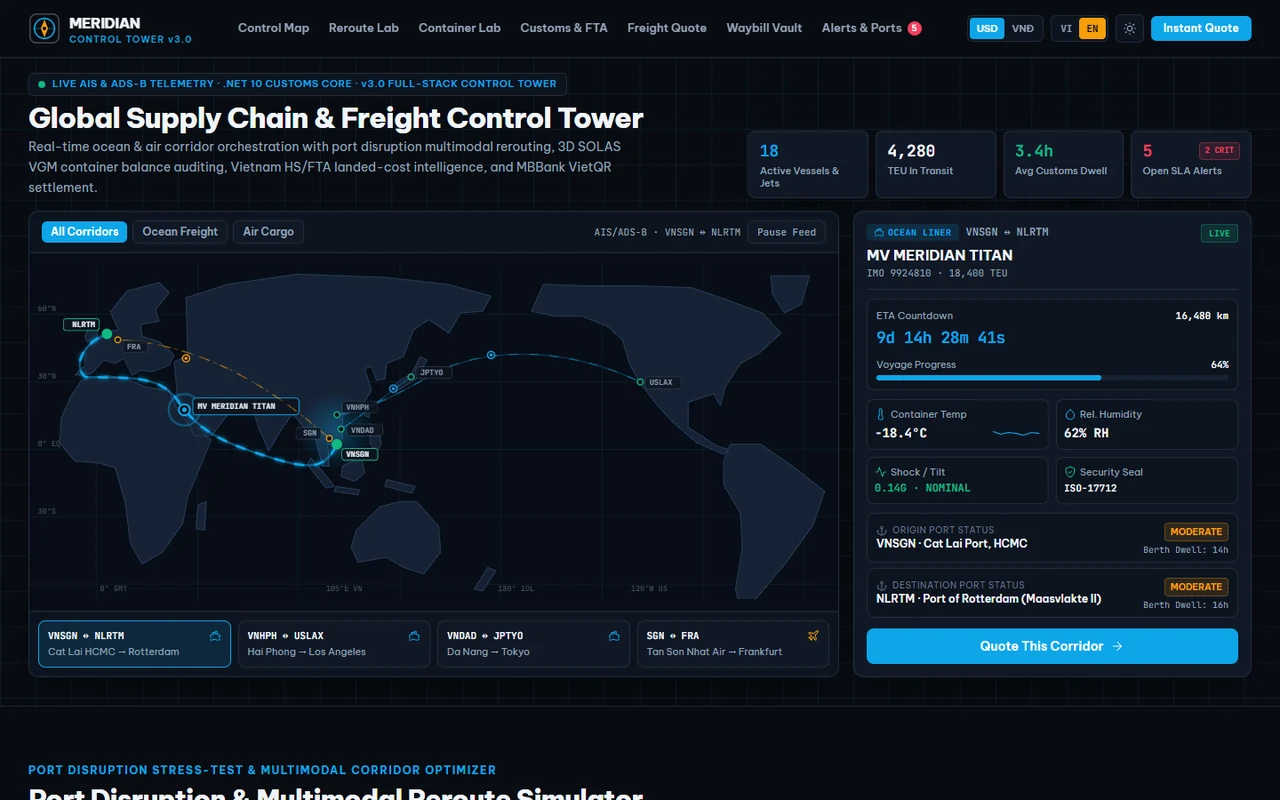 MERIDIAN
CONTROL TOWER v3.0
Control Map
Reroute Lab
Container Lab
Customs & FTA
Freight Quote
Waybill Vault
Alerts & Ports 5
USD VNĐ
VI EN
Instant Quote
LIVE AIS & ADS-B TELEMETRY · .NET 10 CUSTOMS CORE · v3.0 FULL-STACK CONTROL TOWER
Global Supply Chain & Freight Control Tower
Real-time ocean & air corridor orchestration with port disruption multimodal rerouting, 3D SOLAS
VGM container balance auditing, Vietnam HS/FTA landed-cost intelligence, and MBBank VietQR
settlement.
18
Active Vessels &
Jets
4,280
TEU In Transit
3.4h
Avg Customs Dwell
5
2 CRIT
Open SLA Alerts
All Corridors
Ocean Freight
Air Cargo
AIS/ADS-B · VNSGN ↔ NLRTM
Pause Feed
60°N
30°N
0° EQ
30°S
0° GMT
105°E VN
180° IDL
120°W US
NLRTM
FRA
MV MERIDIAN TITAN
JPTYO
USLAX
VNHPH
VNDAD
SGN
VNSGN
VNSGN ↔ NLRTM
Cat Lai HCMC → Rotterdam
VNHPH ↔ USLAX
Hai Phong → Los Angeles
VNDAD ↔ JPTYO
Da Nang → Tokyo
SGN ↔ FRA
Tan Son Nhat Air → Frankfurt
OCEAN LINER
VNSGN ↔ NLRTM
LIVE
MV MERIDIAN TITAN
IMO 9924810 · 18,400 TEU
ETA Countdown
16,480 km
9d 14h 28m 41s
Voyage Progress
64%
Container Temp
-18.4°C
Rel. Humidity
62% RH
Shock / Tilt
0.14G · NOMINAL
Security Seal
ISO-17712
ORIGIN PORT STATUS
MODERATE
VNSGN · Cat Lai Port, HCMC
Berth Dwell: 14h
DESTINATION PORT STATUS
MODERATE
NLRTM · Port of Rotterdam (Maasvlakte II)
Berth Dwell: 16h
Quote This Corridor →
PORT DISRUPTION STRESS-TEST & MULTIMODAL CORRIDOR OPTIMIZER
Port Disruption & Multimodal Reroute Simulator